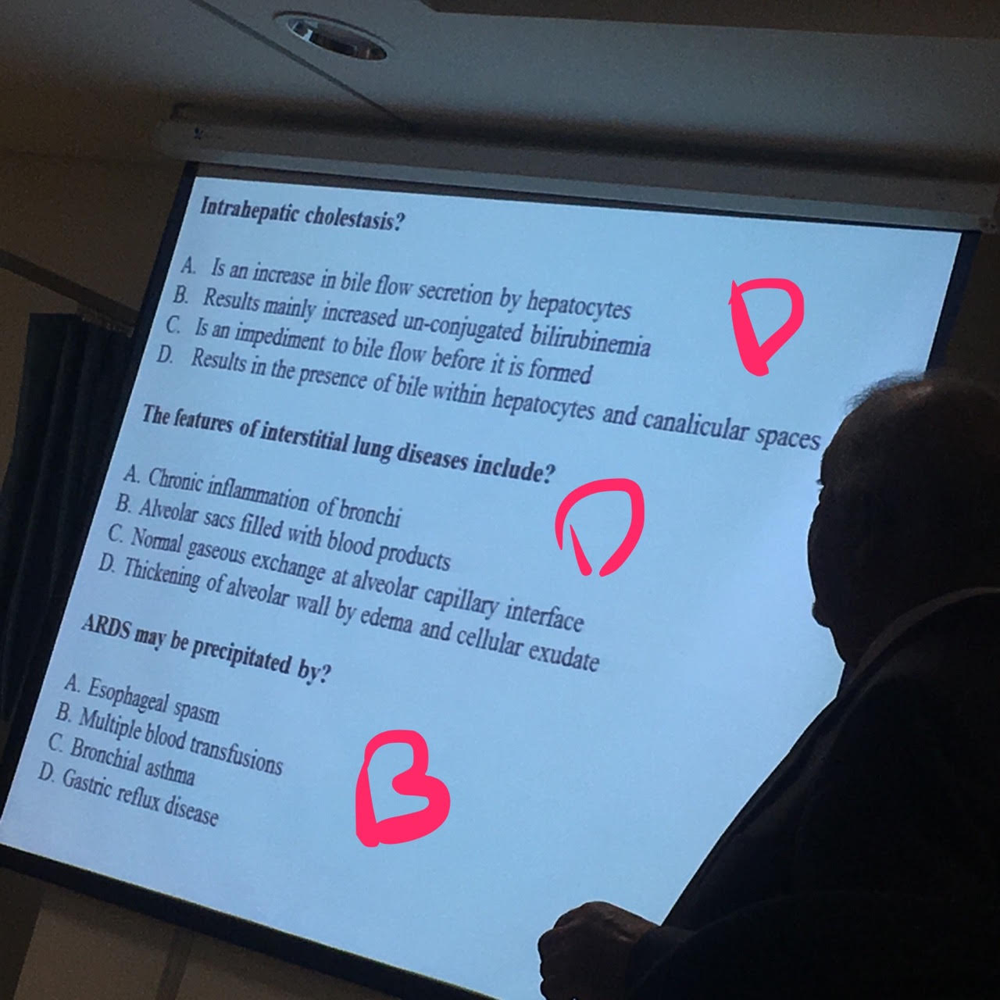 Intrahepatic cholestasis?
A. Is an increase in bile flow secretion by hepatocytes
B. Results mainly increased un-conjugated bilirubinemia
C. Is an impediment to bile flow before it is formed
D. Results in the presence of bile within hepatocytes and canalicular spaces
D
The features of interstitial lung diseases include?
A. Chronic inflammation of bronchi
B. Alveolar sacs filled with blood products
C. Normal gaseous exchange at alveolar capillary interface
D. Thickening of alveolar wall by edema and cellular exudate
D
ARDS may be precipitated by?
A. Esophageal spasm
B. Multiple blood transfusions
C. Bronchial asthma
D. Gastric reflux disease
B